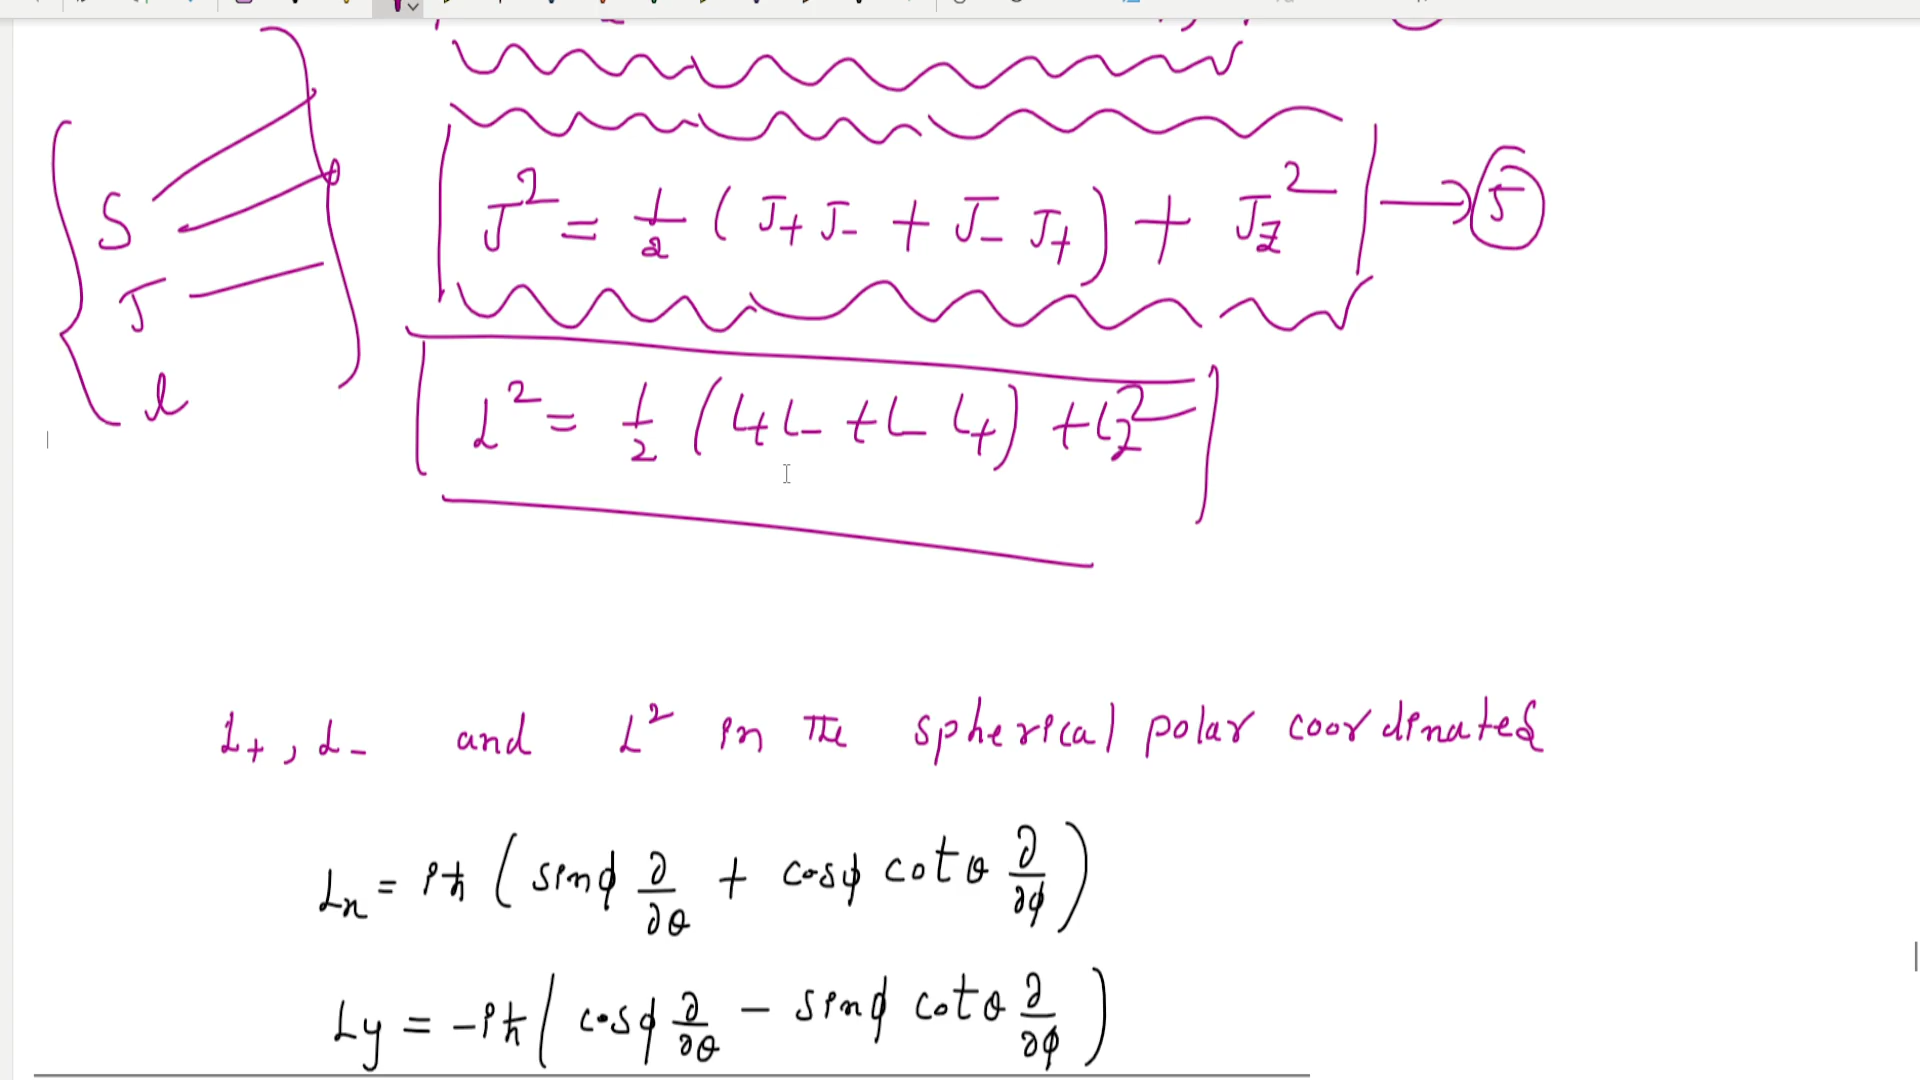 S
J
l
J² = 1/2 ( J+ J- + J- J+ ) + Jz² → 5
L² = 1/2 ( L+ L- + L- L+ ) + Lz²
L+ , L- and L² in the spherical polar coordinates
Lx = iħ ( sinϕ ∂/∂θ + cosϕ cotθ ∂/∂ϕ )
Ly = -iħ ( cosϕ ∂/∂θ - sinϕ cotθ ∂/∂ϕ )